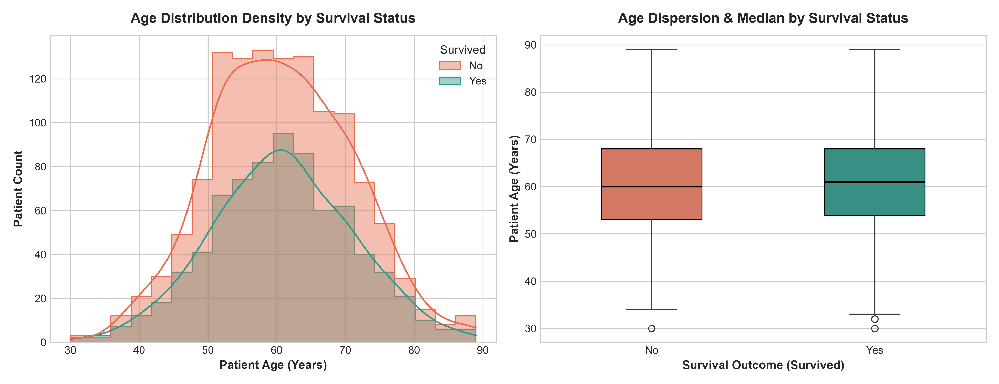 Age Distribution Density by Survival Status
Patient Count
120
100
80
60
40
20
0
Survived
No
Yes
30 40 50 60 70 80 90
Patient Age (Years)
Age Dispersion & Median by Survival Status
Patient Age (Years)
90
80
70
60
50
40
30
No Yes
Survival Outcome (Survived)